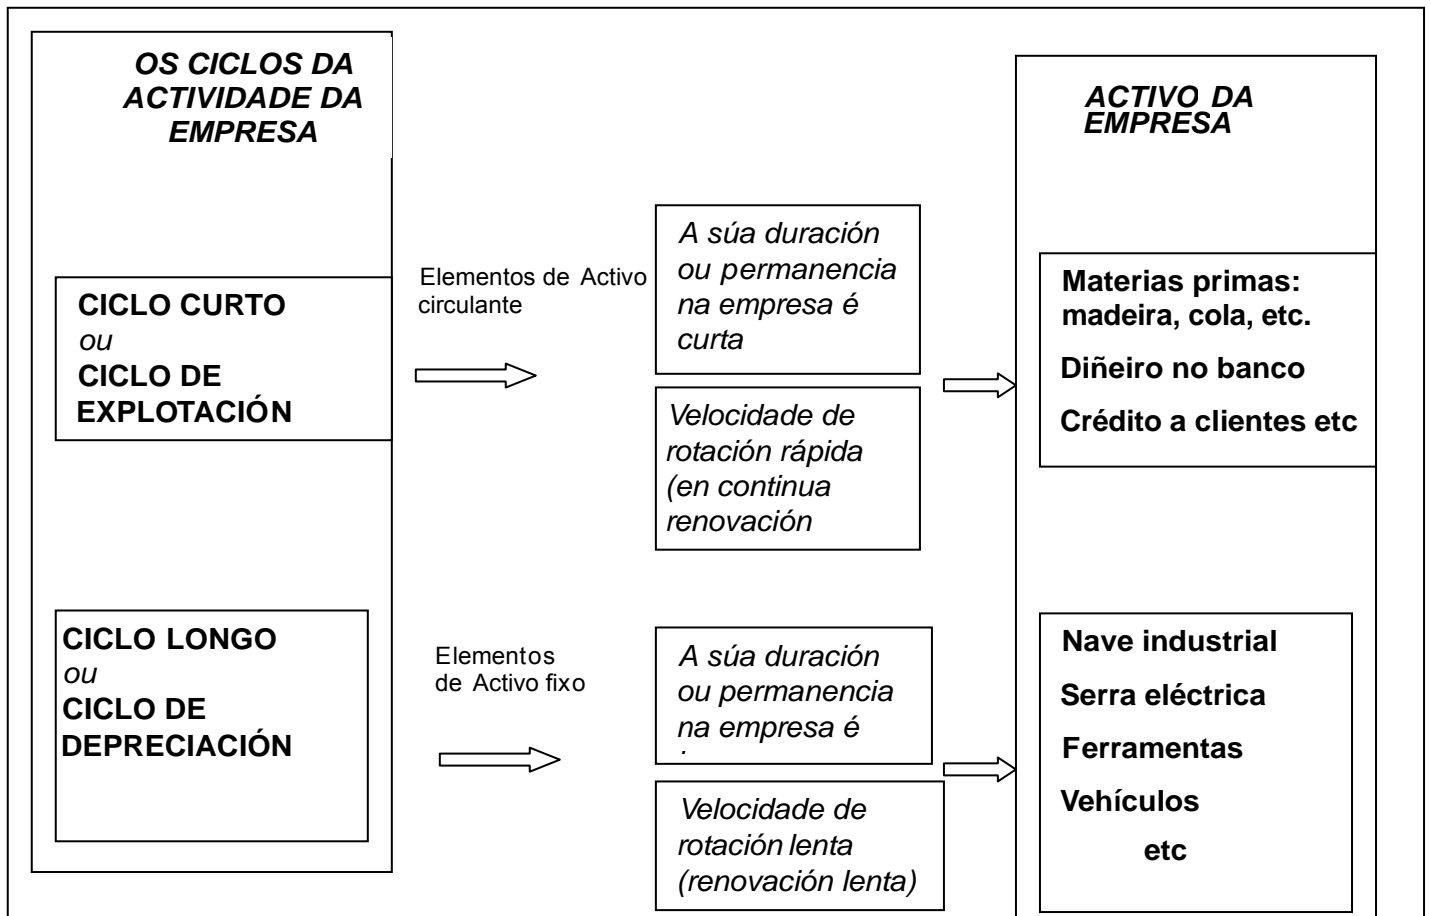 OS CICLOS DA
ACTIVIDADE DA
EMPRESA
ACTIVO DA
EMPRESA
CICLO CURTO
ou
CICLO DE
EXPLOTACIÓN
Elementos de Activo
circulante
A súa duración
ou permanencia
na empresa é
curta
Velocidade de
rotación rápida
(en continua
renovación
Materias primas:
madeira, cola, etc.
Diñeiro no banco
Crédito a clientes etc
CICLO LONGO
ou
CICLO DE
DEPRECIACIÓN
Elementos
de Activo fixo
A súa duración
ou permanencia
na empresa é
Velocidade de
rotación lenta
(renovación lenta)
Nave industrial
Serra eléctrica
Ferramentas
Vehículos
etc